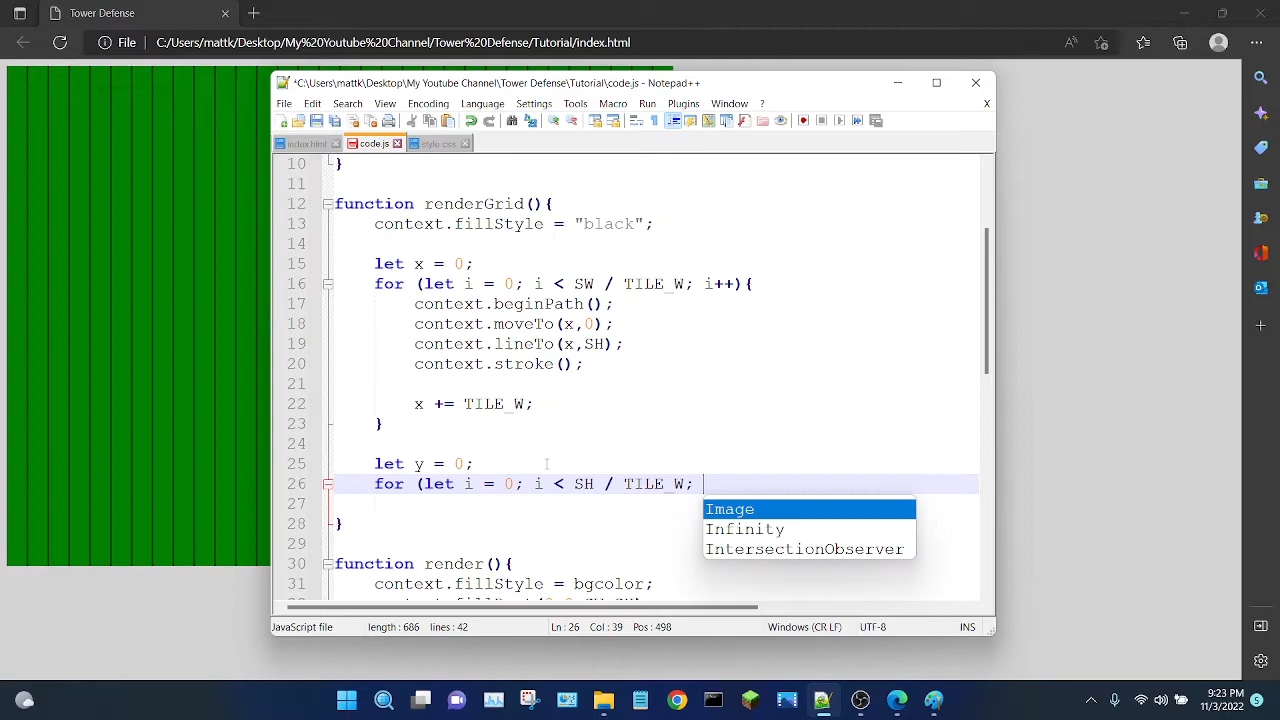 Tower Defense
File C:/Users/mattk/Desktop/My%20Youtube%20Channel/Tower%20Defense/Tutorial/index.html
*C:\Users\mattk\Desktop\My Youtube Channel\Tower Defense\Tutorial\code.js - Notepad++
File Edit Search View Encoding Language Settings Tools Macro Run Plugins Window ? X
index.html code.js style.css
10 }
11
12 function renderGrid(){
13 context.fillStyle = "black";
14
15 let x = 0;
16 for (let i = 0; i < SW / TILE_W; i++){
17 context.beginPath();
18 context.moveTo(x,0);
19 context.lineTo(x,SH);
20 context.stroke();
21
22 x += TILE_W;
23 }
24
25 let y = 0;
26 for (let i = 0; i < SH / TILE_W;
Image
27
Infinity
28 }
IntersectionObserver
29
30 function render(){
31 context.fillStyle = bgcolor;
JavaScript file length : 686 lines : 42 Ln : 26 Col : 39 Pos : 498 Windows (CR LF) UTF-8 INS
9:23 PM
11/3/2022